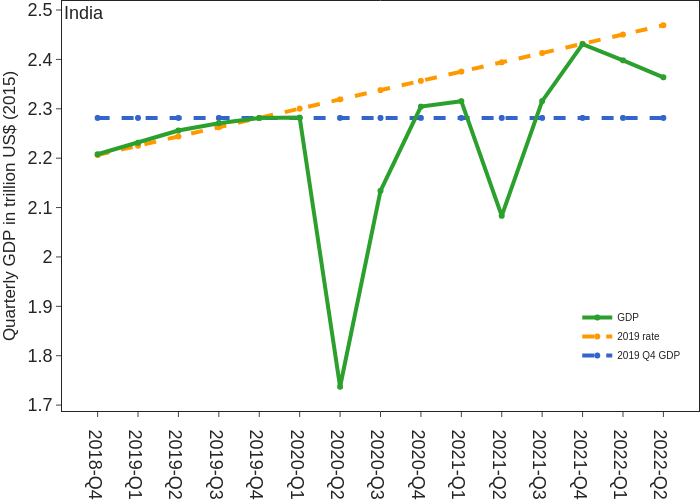 India
Quarterly GDP in trillion US$ (2015)
2.5
2.4
2.3
2.2
2.1
2
1.9
1.8
1.7
GDP
2019 rate
2019 Q4 GDP
2018-Q4
2019-Q1
2019-Q2
2019-Q3
2019-Q4
2020-Q1
2020-Q2
2020-Q3
2020-Q4
2021-Q1
2021-Q2
2021-Q3
2021-Q4
2022-Q1
2022-Q2